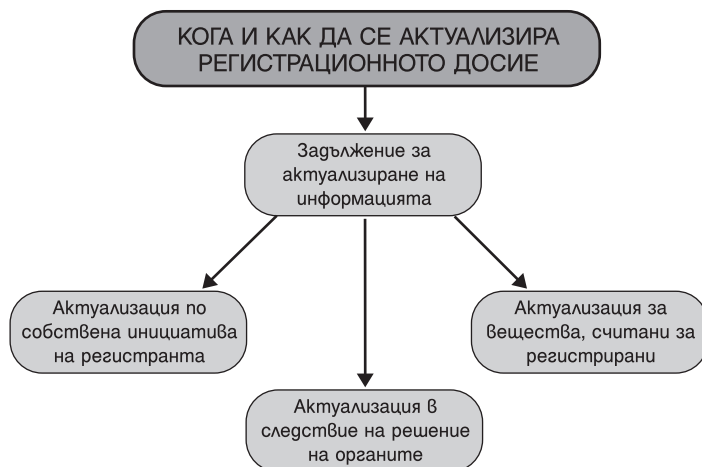 КОГА И КАК ДА СЕ АКТУАЛИЗИРА
РЕГИСТРАЦИОННОТО ДОСИЕ
Задължение за
актуализиране на
информацията
Актуализация по
собствена инициатива
на регистранта
Актуализация за
вещества, считани за
регистрирани
Актуализация в
следствие на решение
на органите